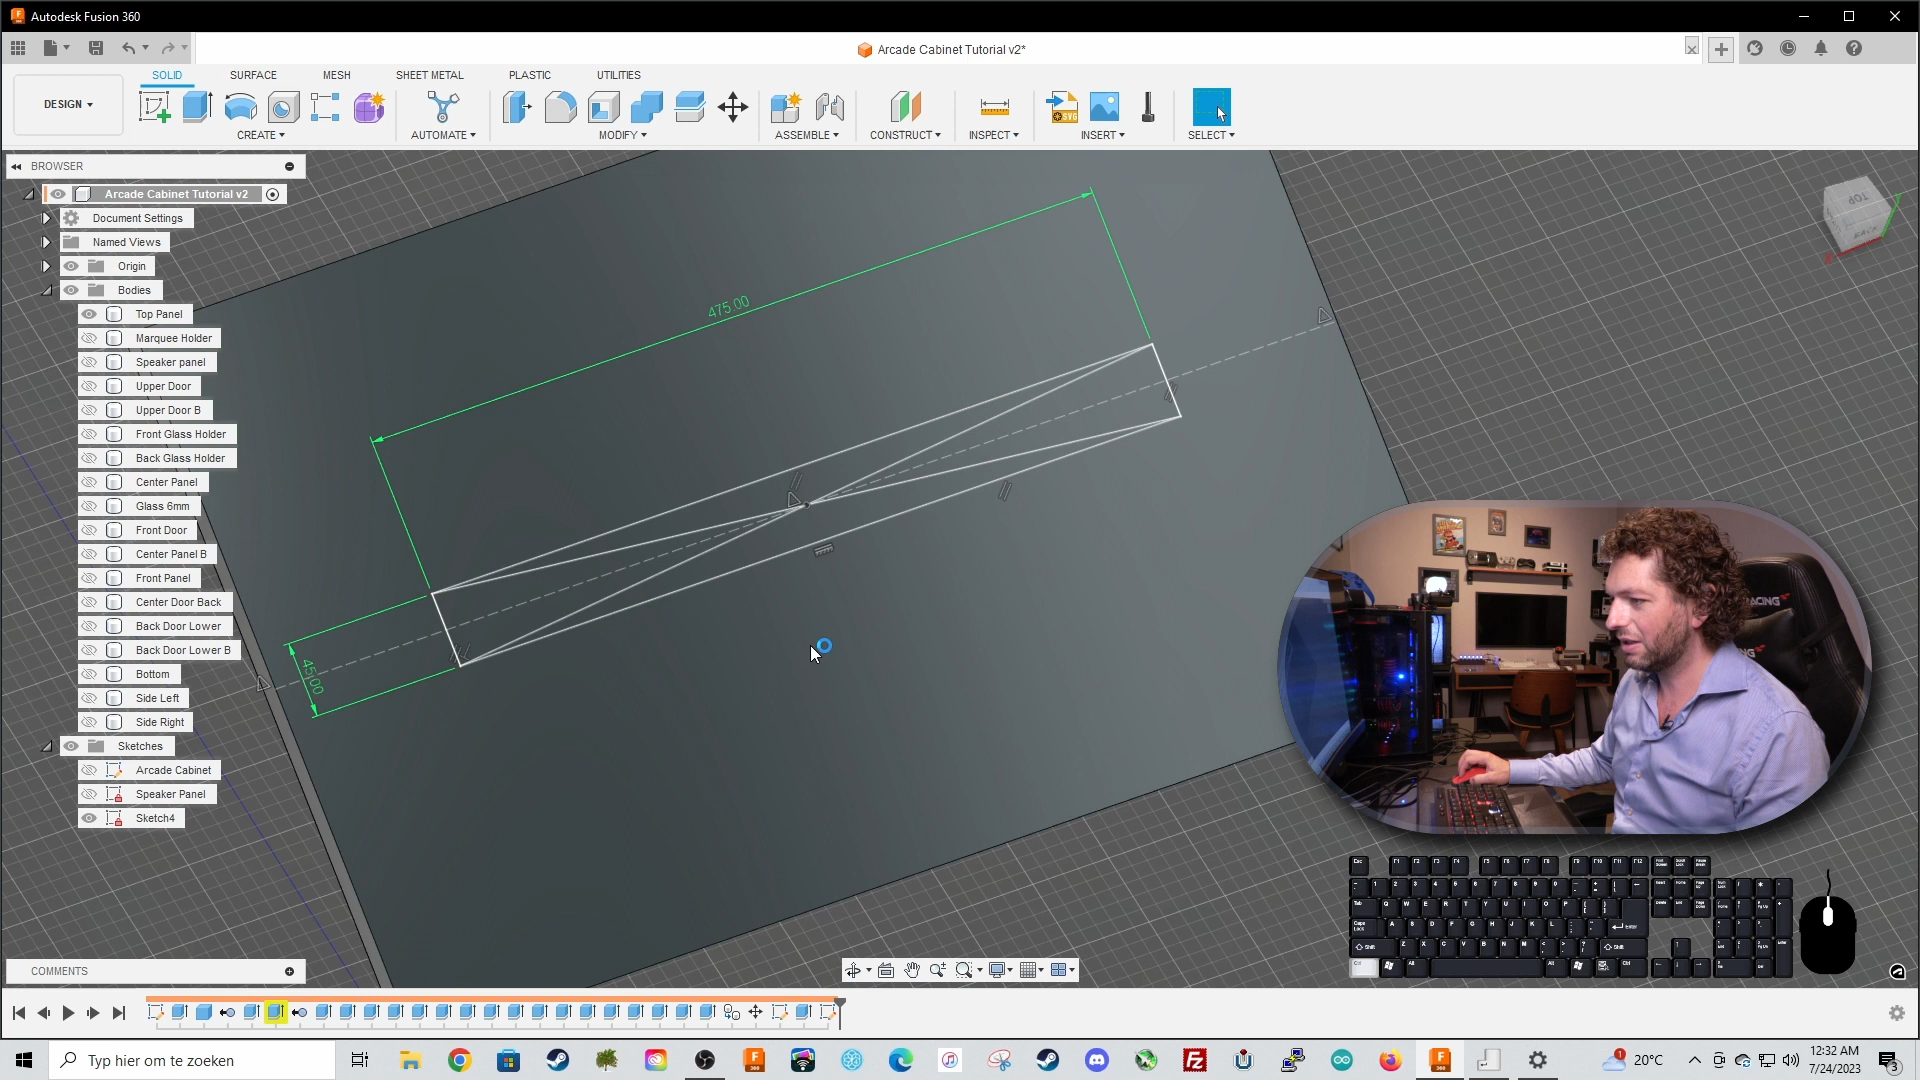 Autodesk Fusion 360
Arcade Cabinet Tutorial v2*
DESIGN
SOLID
SURFACE
MESH
SHEET METAL
PLASTIC
UTILITIES
CREATE
AUTOMATE
MODIFY
ASSEMBLE
CONSTRUCT
INSPECT
INSERT
SELECT
BROWSER
Arcade Cabinet Tutorial v2
Document Settings
Named Views
Origin
Bodies
Top Panel
Marquee Holder
Speaker panel
Upper Door
Upper Door B
Front Glass Holder
Back Glass Holder
Center Panel
Glass 6mm
Front Door
Center Panel B
Front Panel
Center Door Back
Back Door Lower
Back Door Lower B
Bottom
Side Left
Side Right
Sketches
Arcade Cabinet
Speaker Panel
Sketch4
475.00
45.00
TOP
BACK
COMMENTS
Typ hier om te zoeken
20°C
12:32 AM
7/24/2023